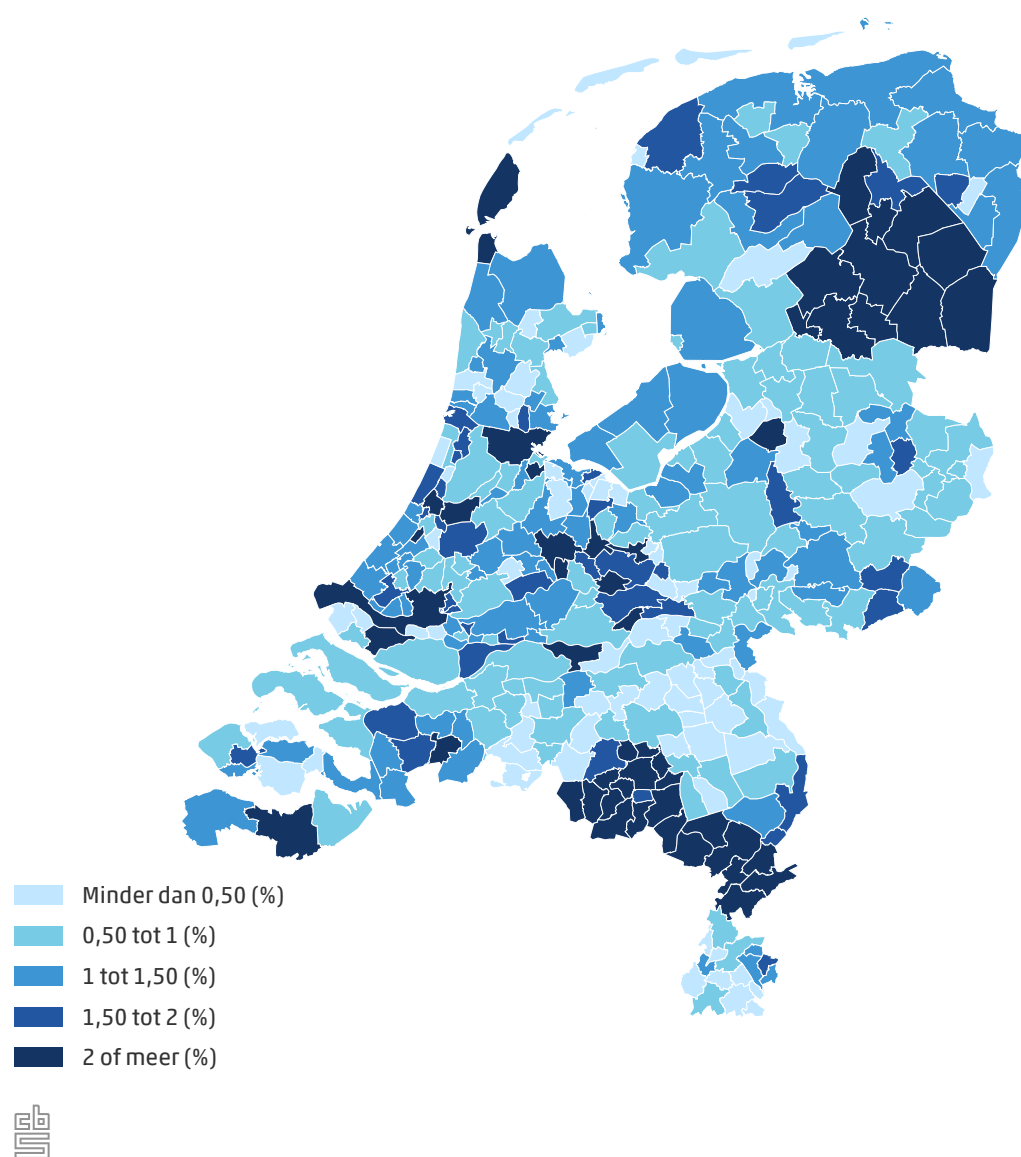 Minder dan 0,50 (%)
0,50 tot 1 (%)
1 tot 1,50 (%)
1,50 tot 2 (%)
2 of meer (%)
cb